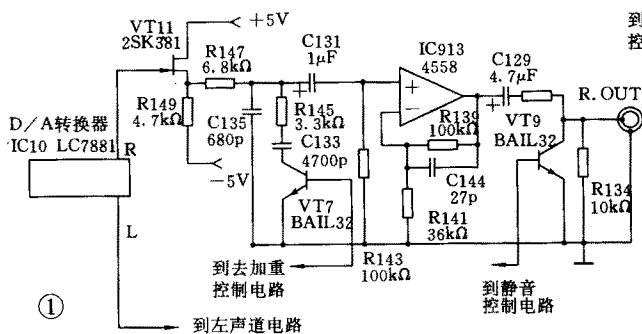 到
控
VT11
2SK381
+5V
R147
6.8kΩ
C131
1μF
IC913
4558
C129
4.7μF
R.OUT
R149
4.7kΩ
C135
680p
R145
3.3kΩ
C133
4700p
R139
100kΩ
VT9
BAIL32
D/A转换器
IC10 LC7881
R
-5V
VT7
BAIL32
C144
27p
R134
10kΩ
R141
36kΩ
L
到去加重
控制电路
R143
100kΩ
到静音
控制电路
①
到左声道电路